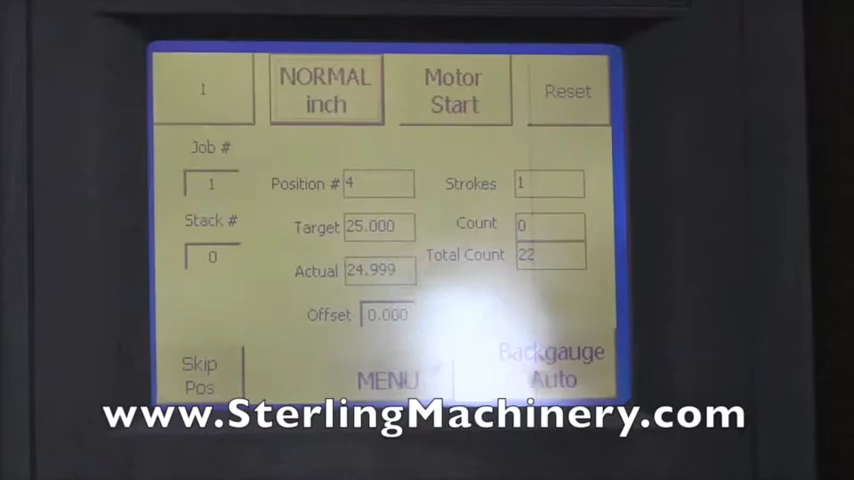 1
NORMAL
inch
Motor
Start
Reset
Job #
1
Position # 4
Strokes 1
Stack #
0
Target 25.000
Count 0
Actual 24.999
Total Count 22
Offset 0.000
Skip
Pos
MENU
Backgauge
Auto
www.SterlingMachinery.com